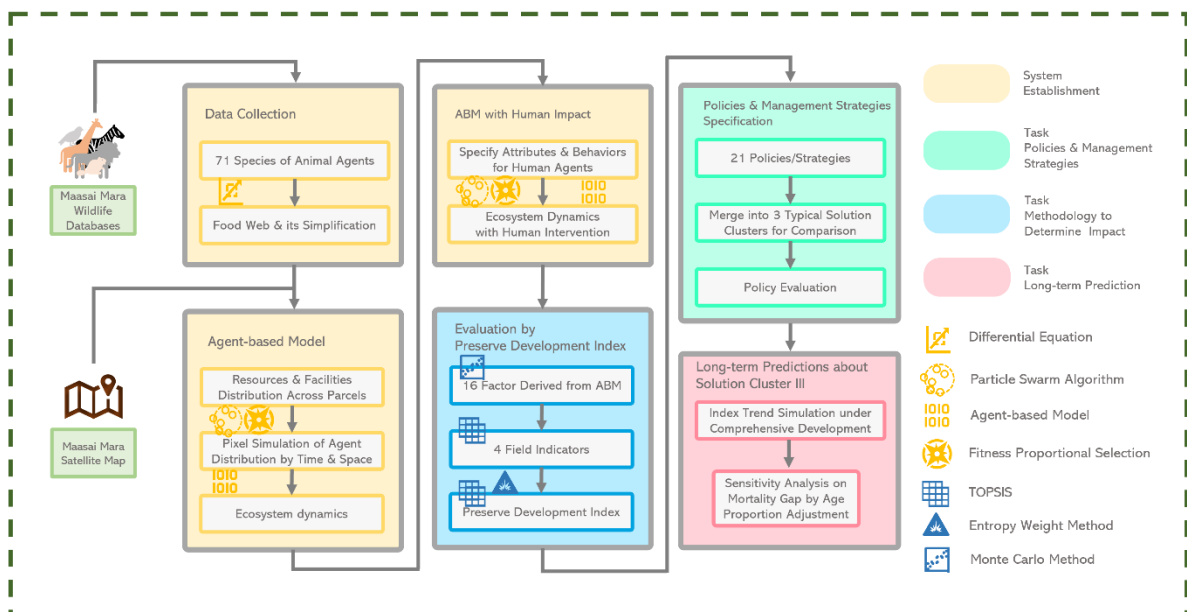 Maasai Mara
Wildlife
Databases
Maasai Mara
Satellite Map
Data Collection
71 Species of Animal Agents
Food Web & its Simplification
Agent-based Model
Resources & Facilities
Distribution Across Parcels
Pixel Simulation of Agent
Distribution by Time & Space
1010
1010
Ecosystem dynamics
ABM with Human Impact
Specify Attributes & Behaviors
for Human Agents
1010
1010
Ecosystem Dynamics
with Human Intervention
Evaluation by
Preserve Development Index
16 Factor Derived from ABM
4 Field Indicators
Preserve Development Index
Policies & Management Strategies
Specification
21 Policies/Strategies
Merge into 3 Typical Solution
Clusters for Comparison
Policy Evaluation
Long-term Predictions about
Solution Cluster III
Index Trend Simulation under
Comprehensive Development
Sensitivity Analysis on
Mortality Gap by Age
Proportion Adjustment
System
Establishment
Task
Policies & Management
Strategies
Task
Methodology to
Determine Impact
Task
Long-term Prediction
Differential Equation
Particle Swarm Algorithm
1010
1010
Agent-based Model
Fitness Proportional Selection
TOPSIS
Entropy Weight Method
Monte Carlo Method